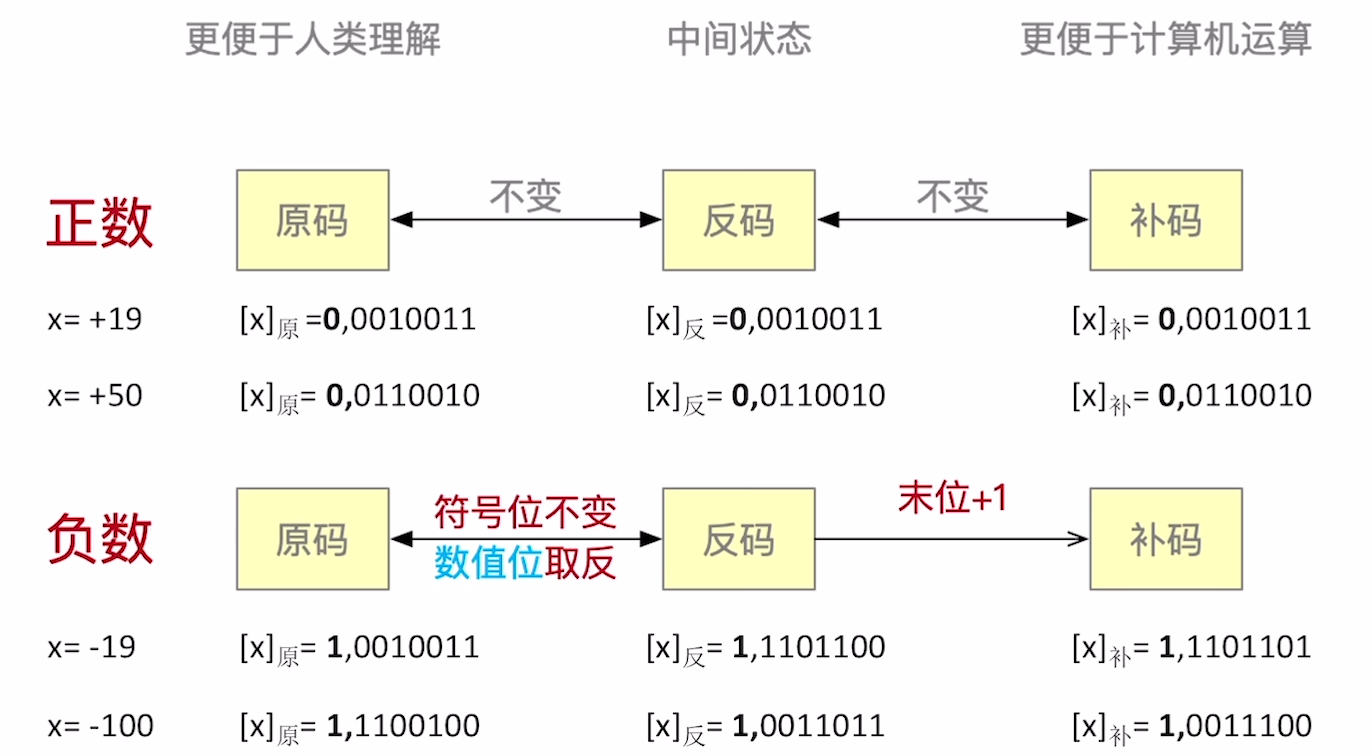 更便于人类理解 中间状态 更便于计算机运算
不变 不变
正数 原码 反码 补码
x= +19 [x]原 =0,0010011 [x]反 =0,0010011 [x]补= 0,0010011
x= +50 [x]原= 0,0110010 [x]反= 0,0110010 [x]补= 0,0110010
符号位不变 末位+1
负数 原码 反码 补码
数值位取反
x= -19 [x]原= 1,0010011 [x]反= 1,1101100 [x]补= 1,1101101
x= -100 [x]原= 1,1100100 [x]反= 1,0011011 [x]补= 1,0011100